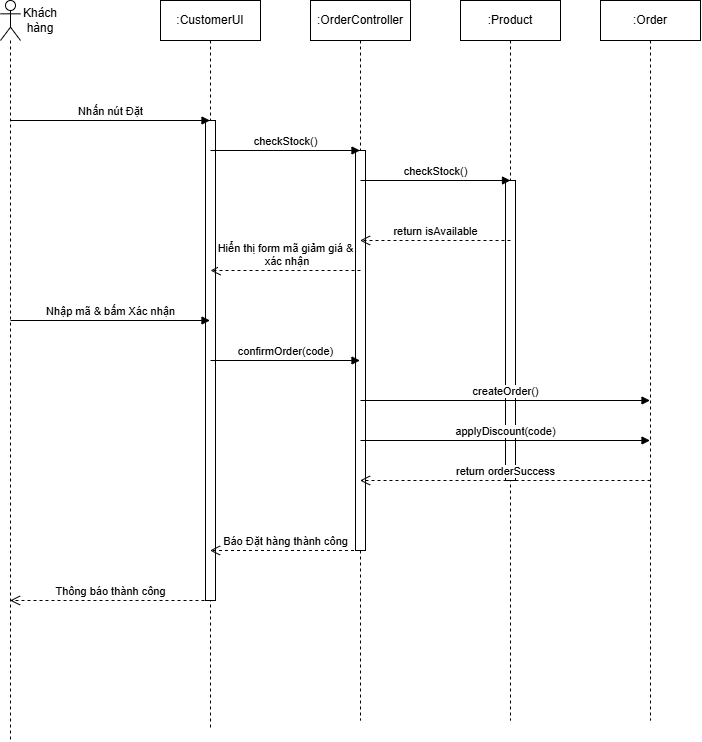 Khách
hàng
:CustomerUI
:OrderController
:Product
:Order
Nhấn nút Đặt
checkStock()
checkStock()
return isAvailable
Hiển thị form mã giảm giá &
xác nhận
Nhập mã & bấm Xác nhận
confirmOrder(code)
createOrder()
applyDiscount(code)
return orderSuccess
Báo Đặt hàng thành công
Thông báo thành công